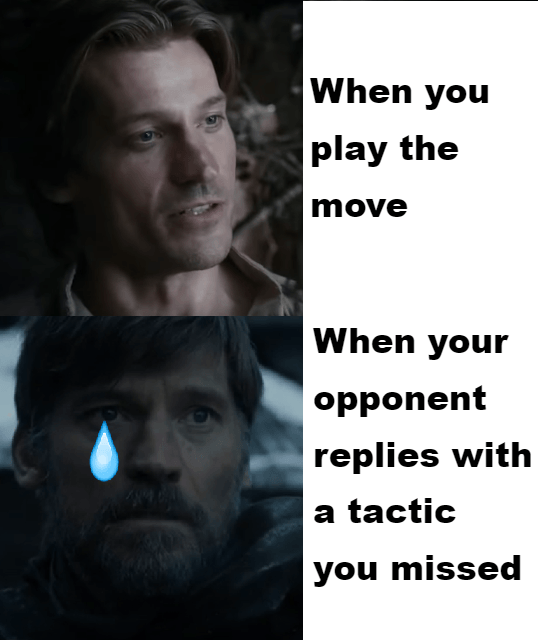 When you
play the
move
When your
opponent
replies with
a tactic
you missed